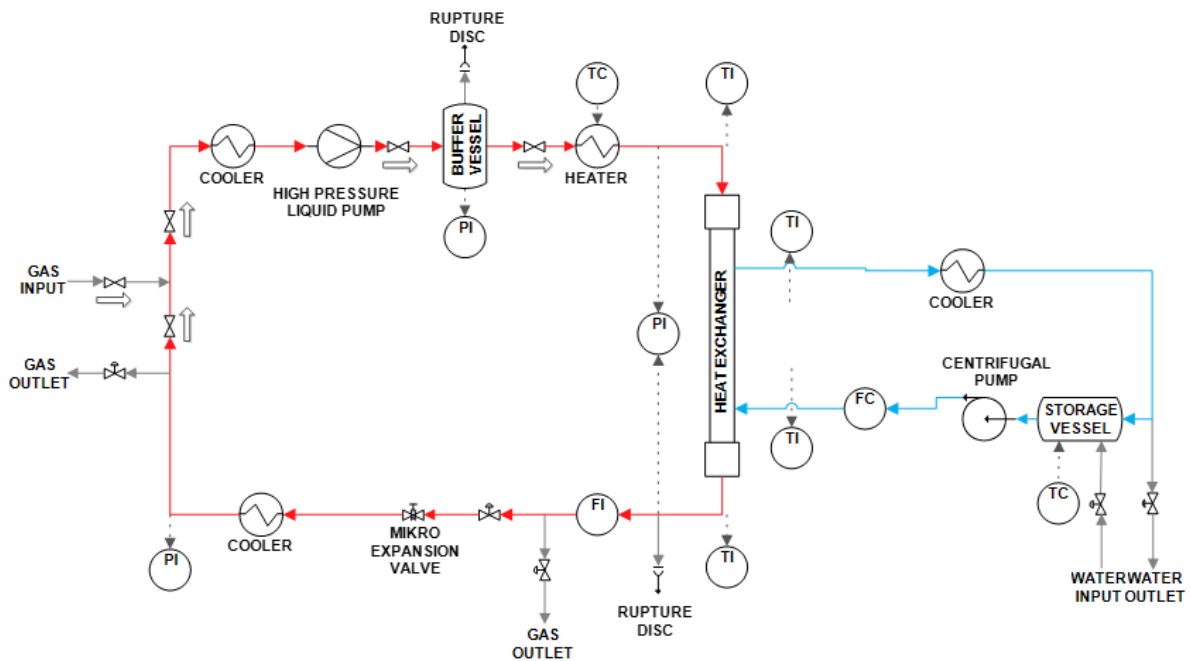 RUPTURE
DISC
TC
TI
BUFFER
VESSEL
COOLER
HIGH PRESSURE
LIQUID PUMP
HEATER
PI
TI
GAS
INPUT
HEAT EXCHANGER
COOLER
PI
GAS
OUTLET
CENTRIFUGAL
PUMP
FC
STORAGE
VESSEL
TI
TC
FI
COOLER
MIKRO
EXPANSION
VALVE
PI
TI
RUPTURE
DISC
GAS
OUTLET
WATER
INPUT
WATER
OUTLET